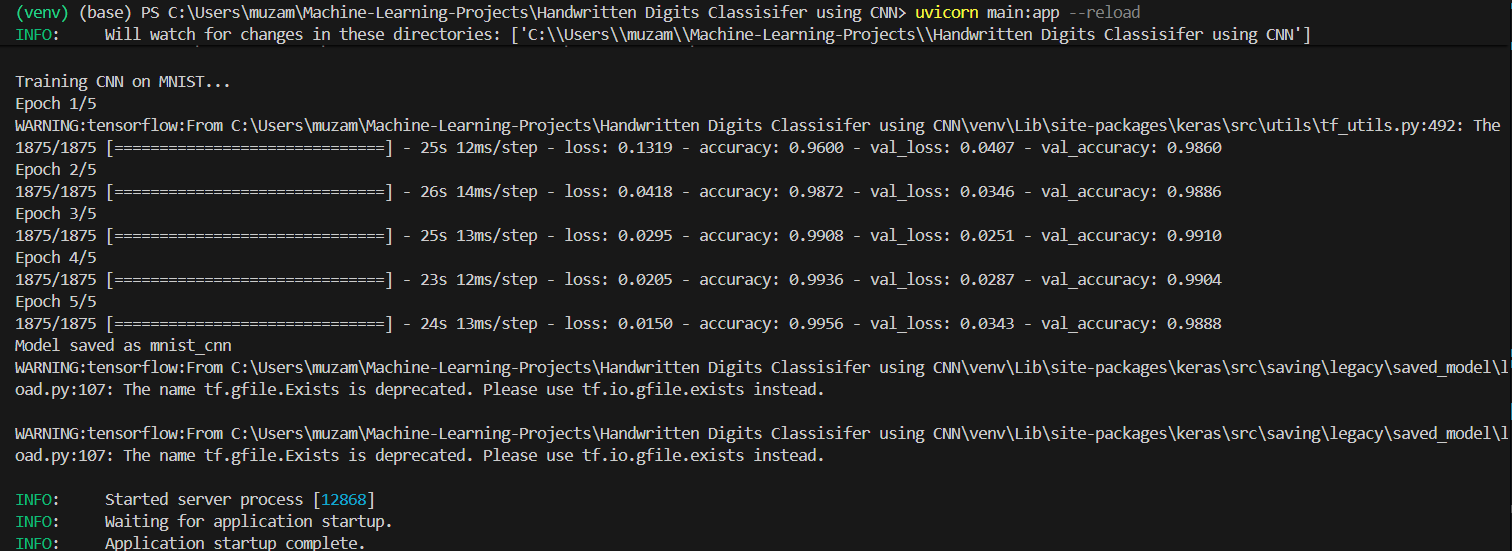 (venv) (base) PS C:\Users\muzam\Machine-Learning-Projects\Handwritten Digits Classisifer using CNN> uvicorn main:app --reload
INFO:     Will watch for changes in these directories: ['C:\\Users\\muzam\\Machine-Learning-Projects\\Handwritten Digits Classisifer using CNN']
Training CNN on MNIST...
Epoch 1/5
WARNING:tensorflow:From C:\Users\muzam\Machine-Learning-Projects\Handwritten Digits Classisifer using CNN\venv\Lib\site-packages\keras\src\utils\tf_utils.py:492: The
1875/1875 [==============================] - 25s 12ms/step - loss: 0.1319 - accuracy: 0.9600 - val_loss: 0.0407 - val_accuracy: 0.9860
Epoch 2/5
1875/1875 [==============================] - 26s 14ms/step - loss: 0.0418 - accuracy: 0.9872 - val_loss: 0.0346 - val_accuracy: 0.9886
Epoch 3/5
1875/1875 [==============================] - 25s 13ms/step - loss: 0.0295 - accuracy: 0.9908 - val_loss: 0.0251 - val_accuracy: 0.9910
Epoch 4/5
1875/1875 [==============================] - 23s 12ms/step - loss: 0.0205 - accuracy: 0.9936 - val_loss: 0.0287 - val_accuracy: 0.9904
Epoch 5/5
1875/1875 [==============================] - 24s 13ms/step - loss: 0.0150 - accuracy: 0.9956 - val_loss: 0.0343 - val_accuracy: 0.9888
Model saved as mnist_cnn
WARNING:tensorflow:From C:\Users\muzam\Machine-Learning-Projects\Handwritten Digits Classisifer using CNN\venv\Lib\site-packages\keras\src\saving\legacy\saved_model\l
oad.py:107: The name tf.gfile.Exists is deprecated. Please use tf.io.gfile.exists instead.
WARNING:tensorflow:From C:\Users\muzam\Machine-Learning-Projects\Handwritten Digits Classisifer using CNN\venv\Lib\site-packages\keras\src\saving\legacy\saved_model\l
oad.py:107: The name tf.gfile.Exists is deprecated. Please use tf.io.gfile.exists instead.
INFO:     Started server process [12868]
INFO:     Waiting for application startup.
INFO:     Application startup complete.